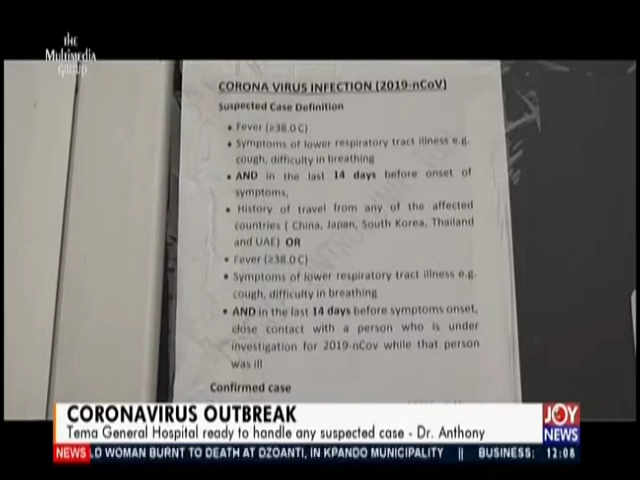 the
Multimedia
group
CORONA VIRUS INFECTION (2019-nCoV)
Suspected Case Definition
• Fever (≥38.0 C)
• Symptoms of lower respiratory tract illness e.g.
cough, difficulty in breathing
• AND in the last 14 days before onset of
symptoms,
• History of travel from any of the affected
countries ( China, Japan, South Korea, Thailand
and UAE) OR
• Fever (≥38.0 C)
• Symptoms of lower respiratory tract illness e.g.
cough, difficulty in breathing
• AND in the last 14 days before symptoms onset,
close contact with a person who is under
investigation for 2019-nCov while that person
was ill
Confirmed case
CORONAVIRUS OUTBREAK
Tema General Hospital ready to handle any suspected case - Dr. Anthony
JOY
NEWS
NEWS LD WOMAN BURNT TO DEATH AT DZOANTI, IN KPANDO MUNICIPALITY || BUSINESS: 12:08